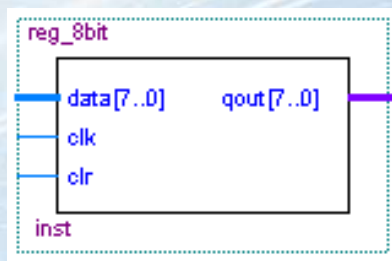 reg_8bit
data[7..0] qout[7..0]
clk
clr
inst